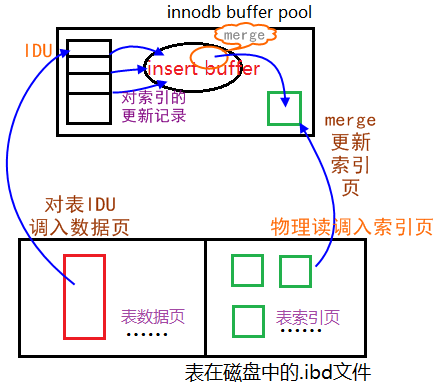 innodb buffer pool
merge
IDU
insert buffer
对索引的
更新记录
merge
更新
索引
页
对表IDU
调入数据页
物理读调入索引页
表数据页
......
表索引页
......
表在磁盘中的.ibd文件